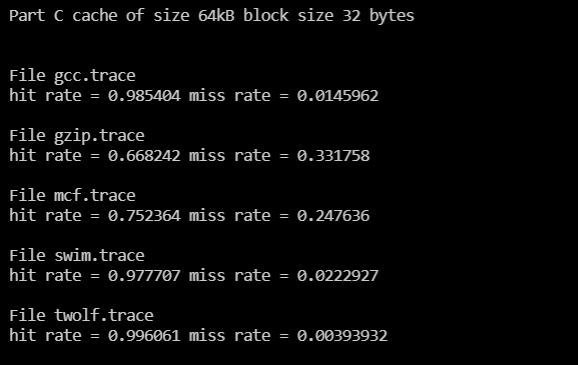 Part C cache of size 64kB block size 32 bytes
File gcc.trace
hit rate = 0.985404 miss rate = 0.0145962
File gzip.trace
hit rate = 0.668242 miss rate = 0.331758
File mcf.trace
hit rate = 0.752364 miss rate = 0.247636
File swim.trace
hit rate = 0.977707 miss rate = 0.0222927
File twolf.trace
hit rate = 0.996061 miss rate = 0.00393932